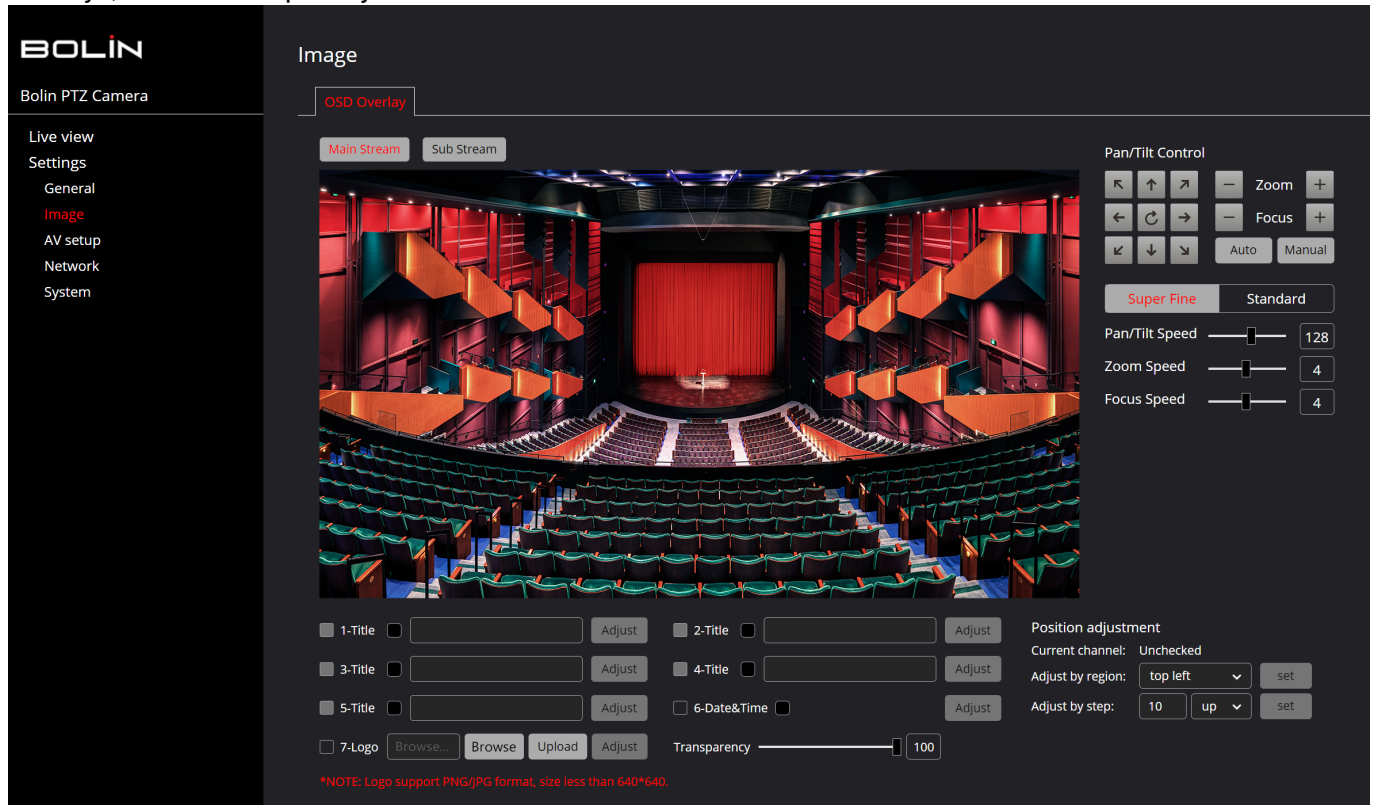 BOLIN
Bolin PTZ Camera
Live view
Settings
General
Image
AV setup
Network
System
Image
OSD Overlay
Main Stream Sub Stream
Pan/Tilt Control
Zoom
Focus
Auto Manual
Super Fine Standard
Pan/Tilt Speed 128
Zoom Speed 4
Focus Speed 4
1-Title Adjust 2-Title Adjust
3-Title Adjust 4-Title Adjust
5-Title Adjust 6-Date&Time Adjust
7-Logo Browse... Browse Upload Adjust Transparency 100
*NOTE: Logo support PNG/JPG format, size less than 640*640.
Position adjustment
Current channel: Unchecked
Adjust by region: top left set
Adjust by step: 10 up set